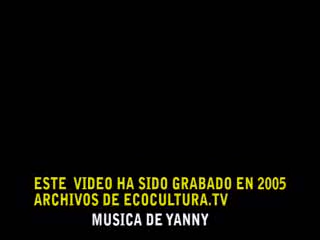 ESTE VIDEO HA SIDO GRABADO EN 2005
ARCHIVOS DE ECOCULTURA.TV
MUSICA DE YANNY